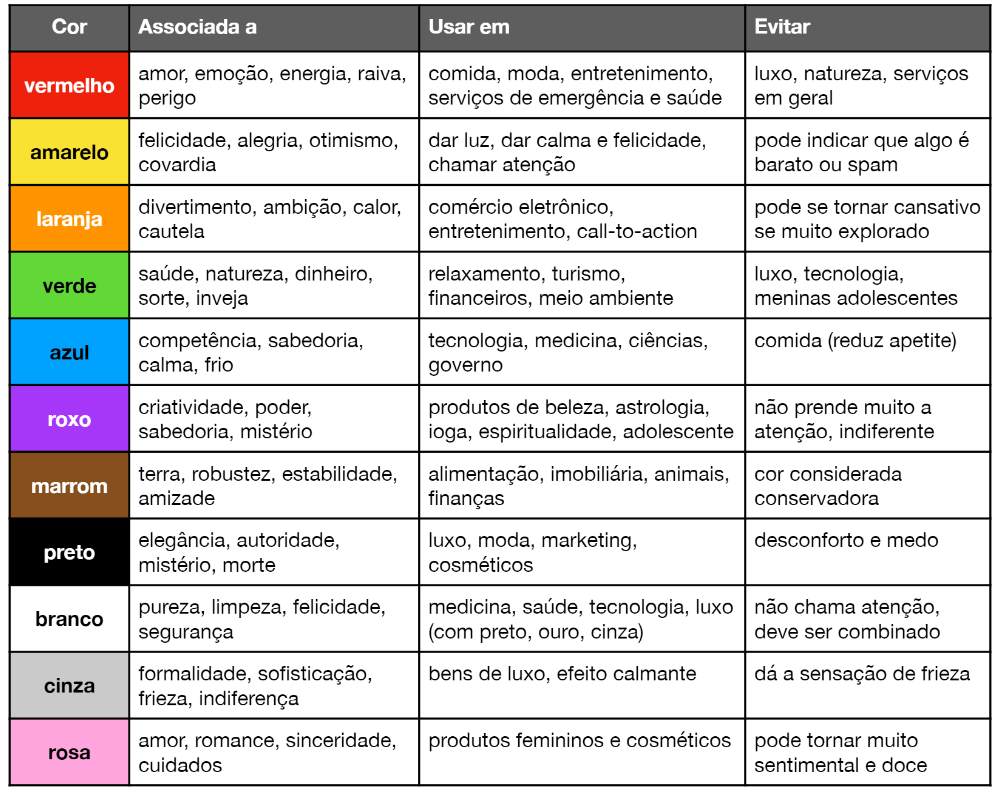 Cor Associada a Usar em Evitar
vermelho
amor, emoção, energia, raiva,
perigo
comida, moda, entretenimento,
serviços de emergência e saúde
luxo, natureza, serviços
em geral
amarelo
felicidade, alegria, otimismo,
covardia
dar luz, dar calma e felicidade,
chamar atenção
pode indicar que algo é
barato ou spam
laranja
divertimento, ambição, calor,
cautela
comércio eletrônico,
entretenimento, call-to-action
pode se tornar cansativo
se muito explorado
verde
saúde, natureza, dinheiro,
sorte, inveja
relaxamento, turismo,
financeiros, meio ambiente
luxo, tecnologia,
meninas adolescentes
azul
competência, sabedoria,
calma, frio
tecnologia, medicina, ciências,
governo
comida (reduz apetite)
roxo
criatividade, poder,
sabedoria, mistério
produtos de beleza, astrologia,
ioga, espiritualidade, adolescente
não prende muito a
atenção, indiferente
marrom
terra, robustez, estabilidade,
amizade
alimentação, imobiliária, animais,
finanças
cor considerada
conservadora
preto
elegância, autoridade,
mistério, morte
luxo, moda, marketing,
cosméticos
desconforto e medo
branco
pureza, limpeza, felicidade,
segurança
medicina, saúde, tecnologia, luxo
(com preto, ouro, cinza)
não chama atenção,
deve ser combinado
cinza
formalidade, sofisticação,
frieza, indiferença
bens de luxo, efeito calmante
dá a sensação de frieza
rosa
amor, romance, sinceridade,
cuidados
produtos femininos e cosméticos
pode tornar muito
sentimental e doce